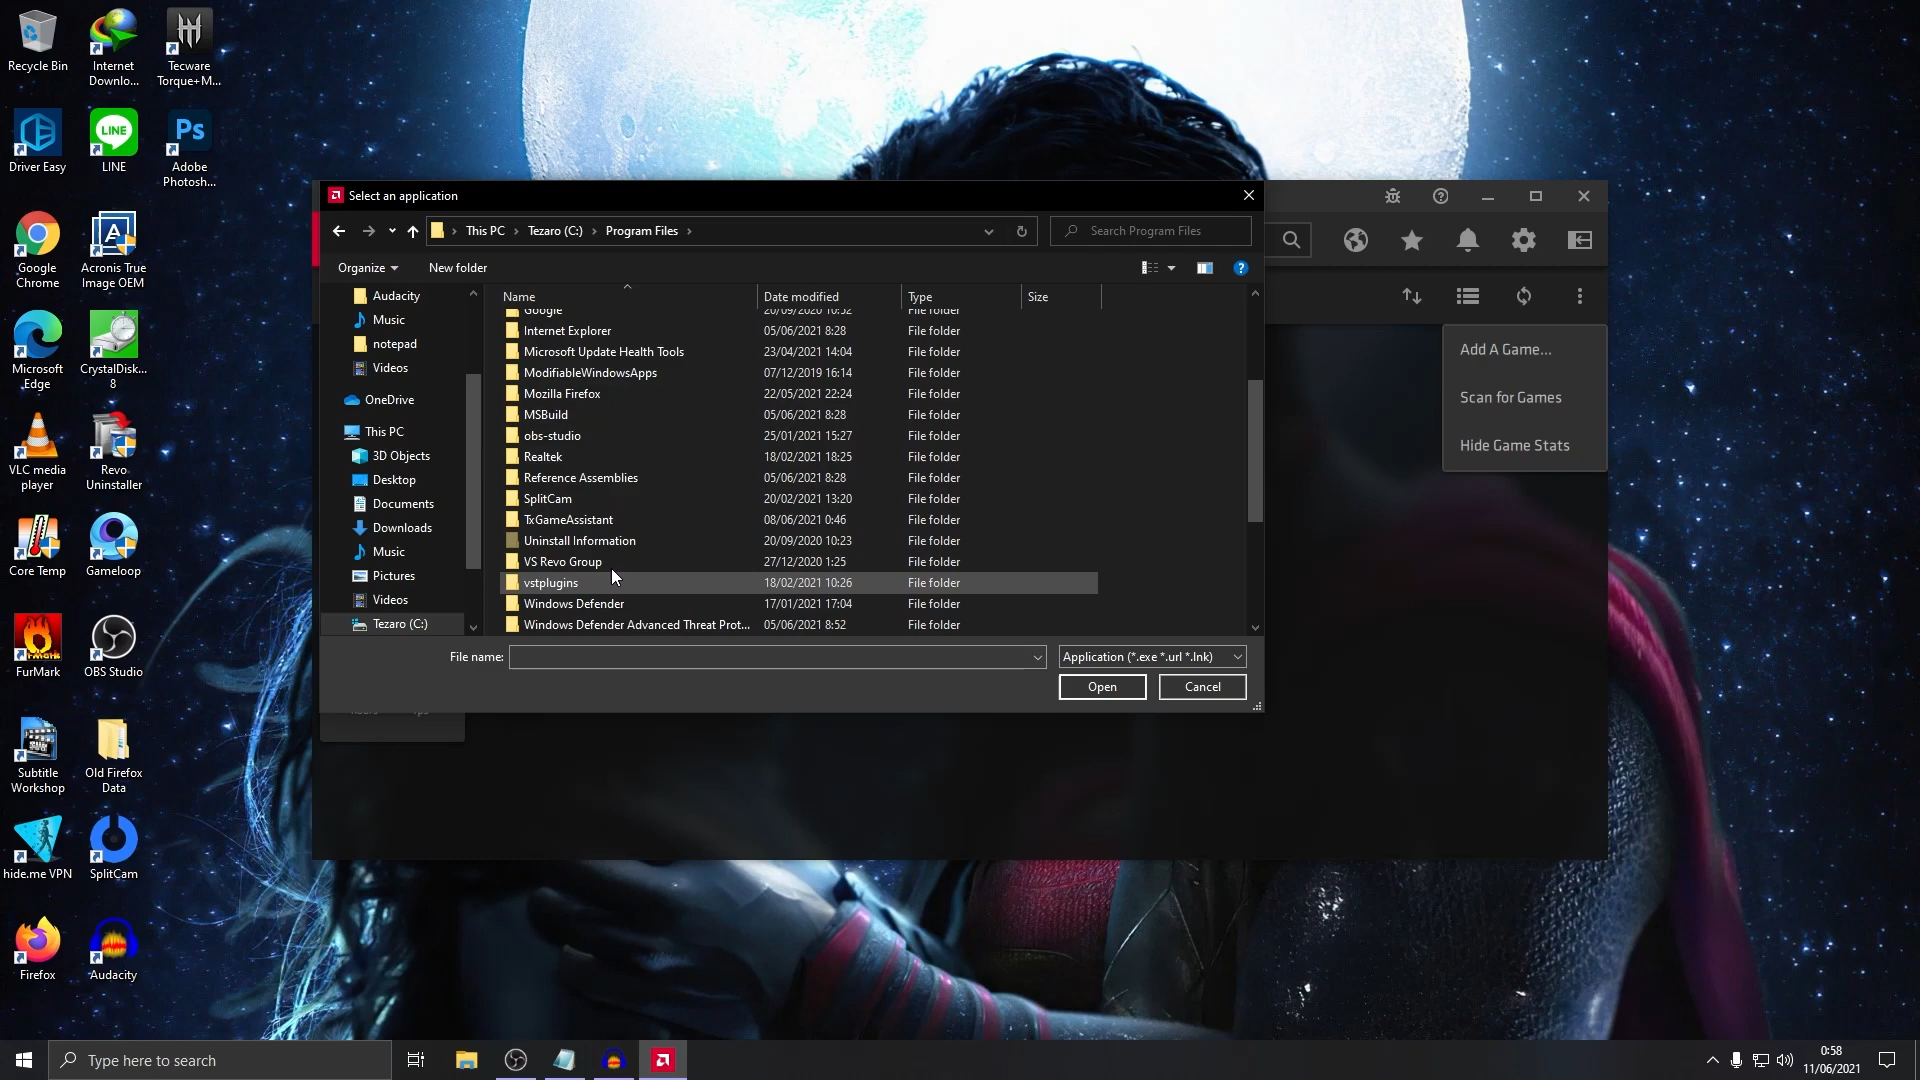 Recycle Bin
Internet
Downlo...
Tecware
Torque+M...
Driver Easy
LINE
LINE
Ps
Adobe
Photosh...
Google
Chrome
Acronis True
Image OEM
Microsoft
Edge
CrystalDisk...
8
VLC media
player
Revo
Uninstaller
Core Temp
Gameloop
FurMark
OBS Studio
Subtitle
Workshop
Old Firefox
Data
hide.me VPN
SplitCam
Firefox
Audacity
Select an application
This PC
Tezaro (C:)
Program Files
Search Program Files
Organize
New folder
Audacity
Music
notepad
Videos
OneDrive
This PC
3D Objects
Desktop
Documents
Downloads
Music
Pictures
Videos
Tezaro (C:)
Name Date modified Type Size
Google 20/09/2020 10:52 File folder
Internet Explorer 05/06/2021 8:28 File folder
Microsoft Update Health Tools 23/04/2021 14:04 File folder
ModifiableWindowsApps 07/12/2019 16:14 File folder
Mozilla Firefox 22/05/2021 22:24 File folder
MSBuild 05/06/2021 8:28 File folder
obs-studio 25/01/2021 15:27 File folder
Realtek 18/02/2021 18:25 File folder
Reference Assemblies 05/06/2021 8:28 File folder
SplitCam 20/02/2021 13:20 File folder
TxGameAssistant 08/06/2021 0:46 File folder
Uninstall Information 20/09/2020 10:23 File folder
VS Revo Group 27/12/2020 1:25 File folder
vstplugins 18/02/2021 10:26 File folder
Windows Defender 17/01/2021 17:04 File folder
Windows Defender Advanced Threat Prot... 05/06/2021 8:52 File folder
File name:
Application (*.exe *.url *.lnk)
Open
Cancel
Add A Game...
Scan for Games
Hide Game Stats
Type here to search
0:58
11/06/2021